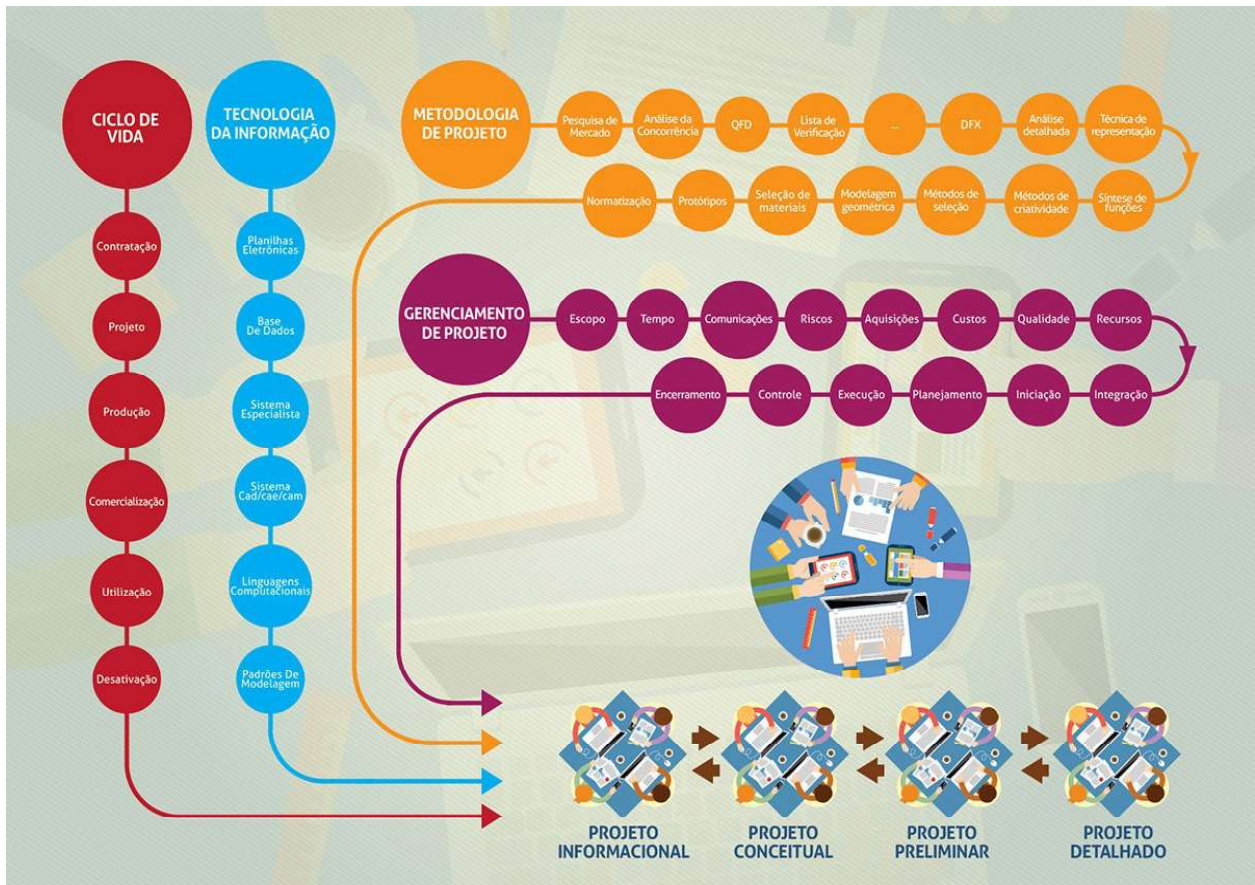 CICLO DE
VIDA
Contratação
Projeto
Produção
Comercialização
Utilização
Desativação
TECNOLOGIA
DA INFORMAÇÃO
Planilhas
Eletrônicas
Base
De Dados
Sistema
Especialista
Sistema
Cad/cae/cam
Linguagens
Computacionais
Padrões De
Modelagem
METODOLOGIA
DE PROJETO
Pesquisa de
Mercado
Análise da
Concorrência
QFD
Lista de
Verificação
...
DFX
Análise
detalhada
Técnica de
representação
Síntese de
funções
Métodos de
criatividade
Métodos de
seleção
Modelagem
geométrica
Seleção de
materiais
Protótipos
Normatização
GERENCIAMENTO
DE PROJETO
Escopo
Tempo
Comunicações
Riscos
Aquisições
Custos
Qualidade
Recursos
Integração
Iniciação
Planejamento
Execução
Controle
Encerramento
PROJETO
INFORMACIONAL
PROJETO
CONCEITUAL
PROJETO
PRELIMINAR
PROJETO
DETALHADO